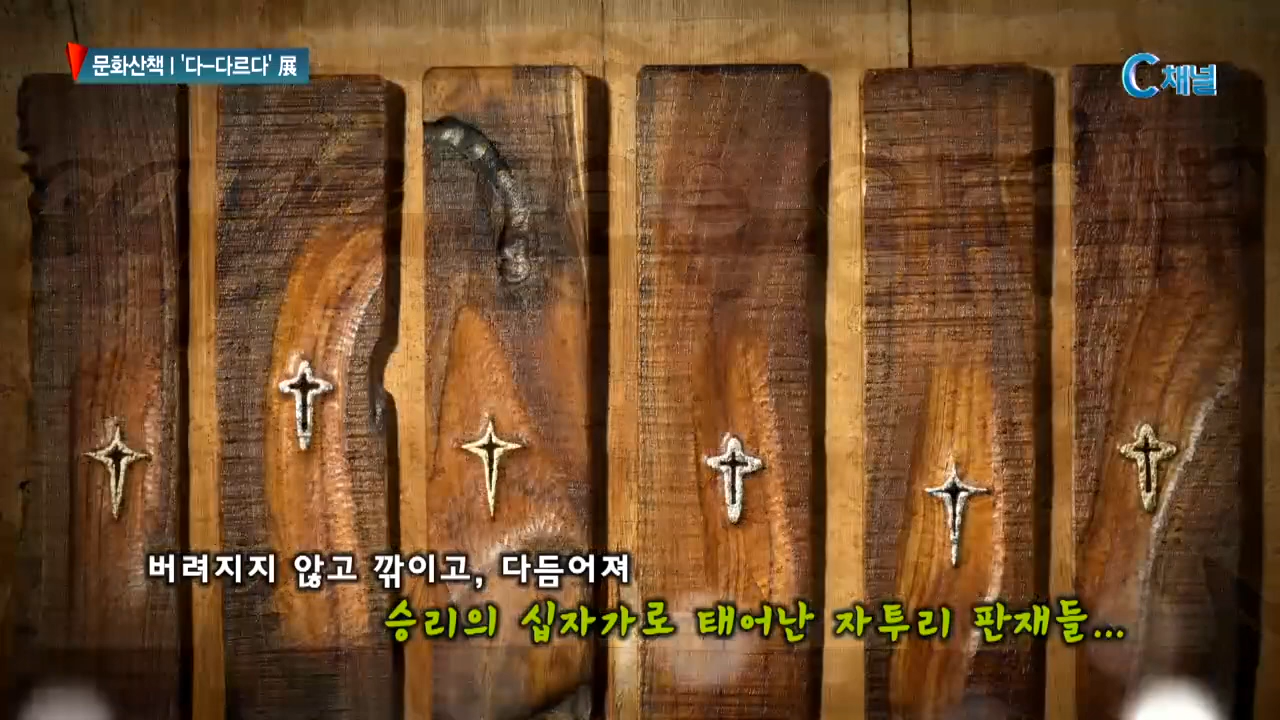 문화산책 | '다-다르다' 展
C채널
버려지지 않고 깎이고, 다듬어져
승리의 십자가로 태어난 자투리 판재들...